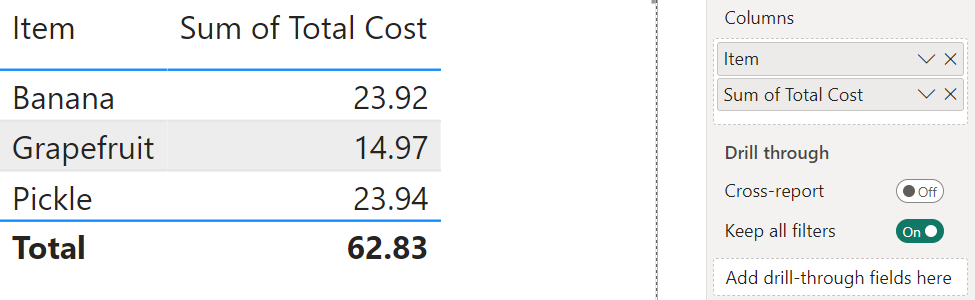 Item Sum of Total Cost
Banana 23.92
Grapefruit 14.97
Pickle 23.94
Total 62.83
Columns
Item
Sum of Total Cost
Drill through
Cross-report Off
Keep all filters On
Add drill-through fields here